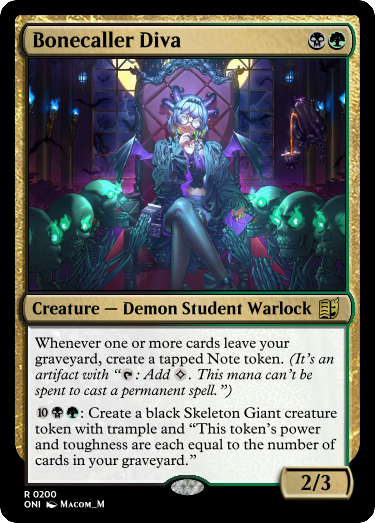 Bonecaller Diva
Creature — Demon Student Warlock
Whenever one or more cards leave your
graveyard, create a tapped Note token. (It's an
artifact with “: Add . This mana can't be
spent to cast a permanent spell.”)
10: Create a black Skeleton Giant creature
token with trample and “This token's power
and toughness are each equal to the number of
cards in your graveyard.”
2/3
R 0200
ONI Macom_M